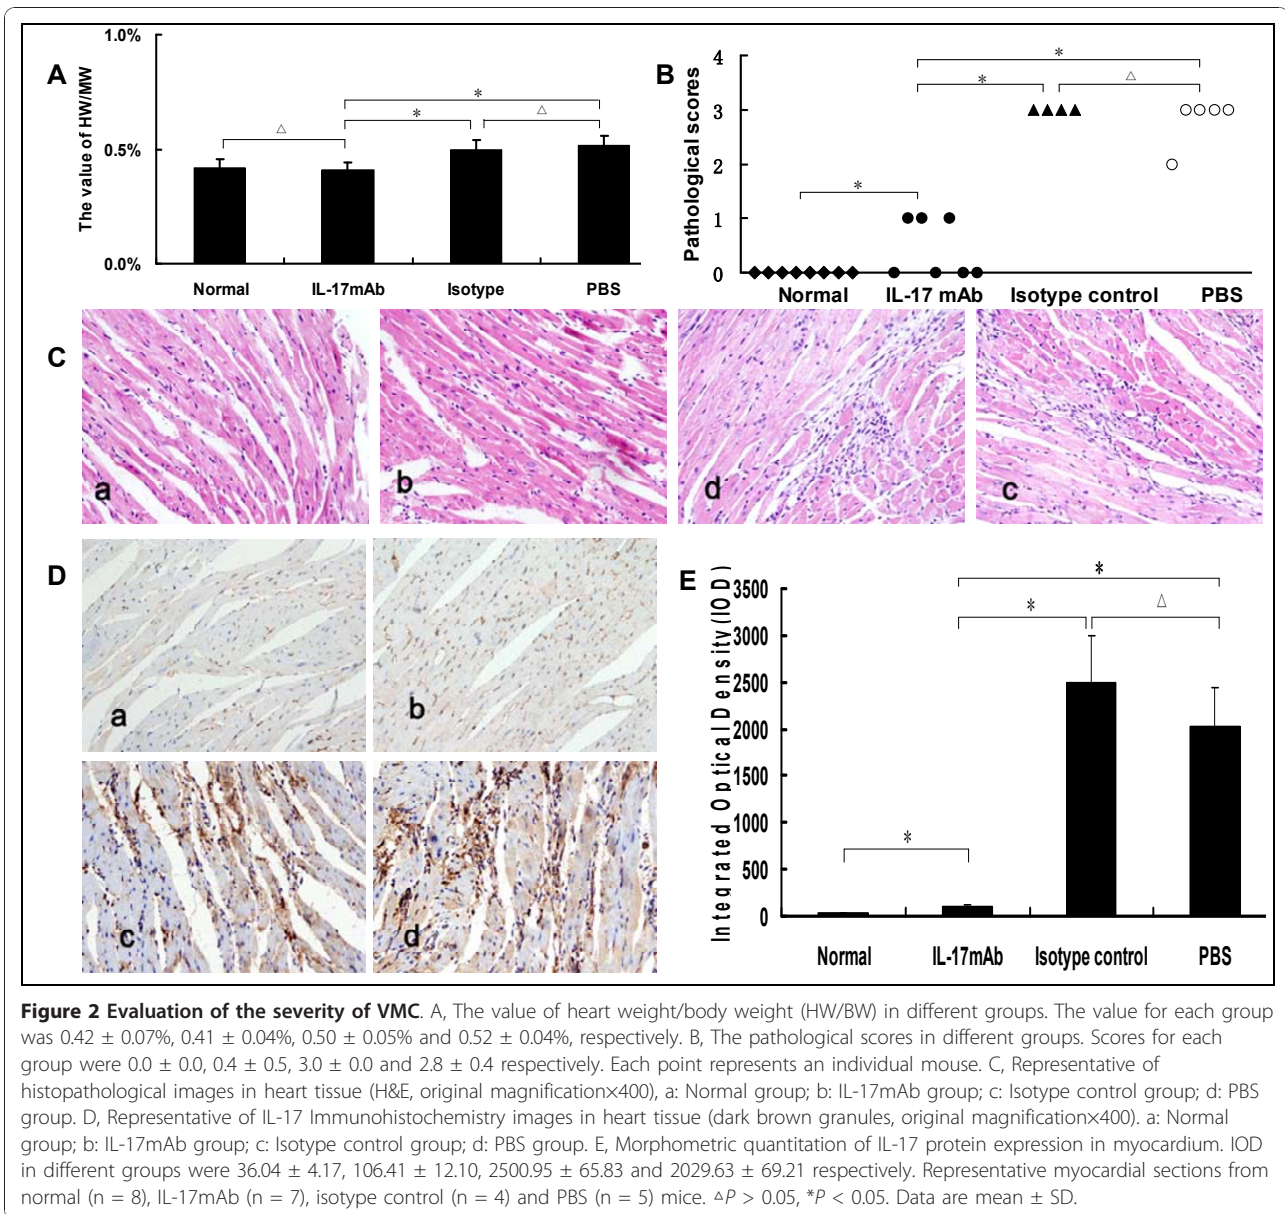 A
The value of HW/MW
1.0%
0.5%
0.0%
△
*
*
△
Normal IL-17mAb Isotype PBS
B
Pathological scores
4
3
2
1
0
*
*
*
△
Normal IL-17 mAb Isotype control PBS
C
a
b
d
c
D
a
b
c
d
E
Integrated Optical Density(IOD)
3500
3000
2500
2000
1500
1000
500
0
*
*
*
△
Normal IL-17mAb Isotype control PBS
Figure 2 Evaluation of the severity of VMC. A, The value of heart weight/body weight (HW/BW) in different groups. The value for each group
was 0.42 ± 0.07%, 0.41 ± 0.04%, 0.50 ± 0.05% and 0.52 ± 0.04%, respectively. B, The pathological scores in different groups. Scores for each
group were 0.0 ± 0.0, 0.4 ± 0.5, 3.0 ± 0.0 and 2.8 ± 0.4 respectively. Each point represents an individual mouse. C, Representative of
histopathological images in heart tissue (H&E, original magnification×400), a: Normal group; b: IL-17mAb group; c: Isotype control group; d: PBS
group. D, Representative of IL-17 Immunohistochemistry images in heart tissue (dark brown granules, original magnification×400). a: Normal
group; b: IL-17mAb group; c: Isotype control group; d: PBS group. E, Morphometric quantitation of IL-17 protein expression in myocardium. IOD
in different groups were 36.04 ± 4.17, 106.41 ± 12.10, 2500.95 ± 65.83 and 2029.63 ± 69.21 respectively. Representative myocardial sections from
normal (n = 8), IL-17mAb (n = 7), isotype control (n = 4) and PBS (n = 5) mice. △P > 0.05, *P < 0.05. Data are mean ± SD.